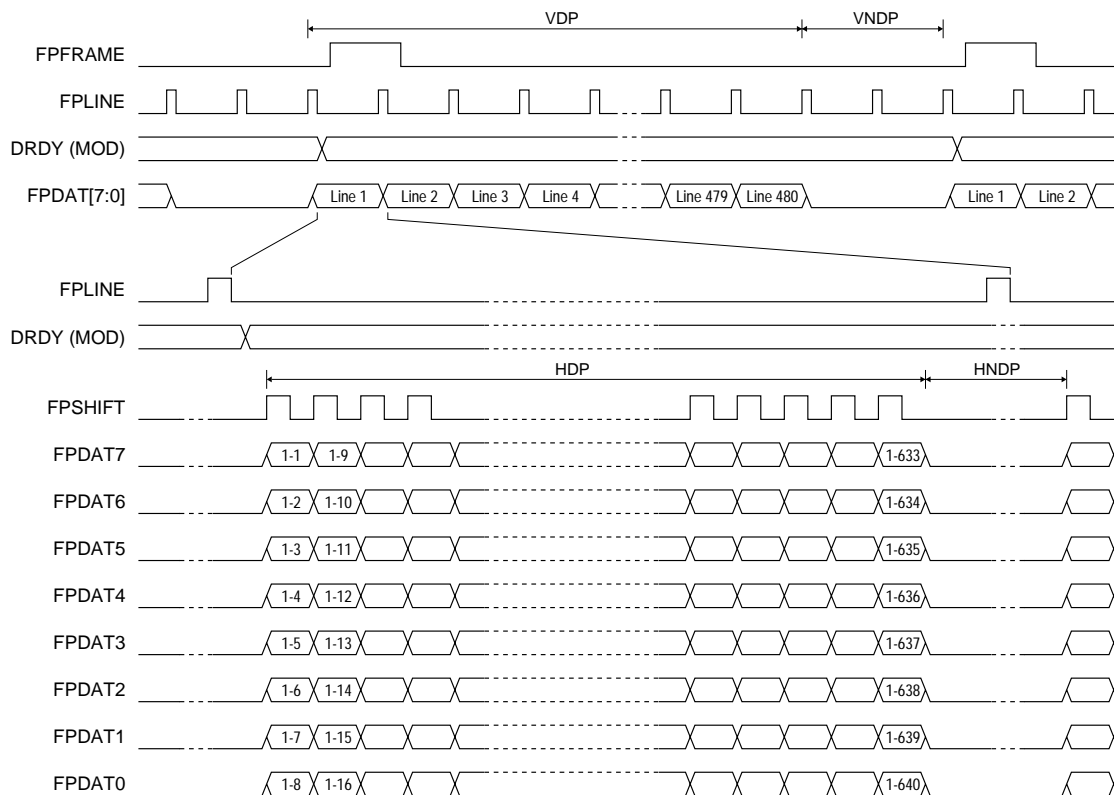 VDP VNDP
FPFRAME
FPLINE
DRDY (MOD)
FPDAT[7:0] Line 1 Line 2 Line 3 Line 4 Line 479 Line 480 Line 1 Line 2
FPLINE
DRDY (MOD)
HDP HNDP
FPSHIFT
FPDAT7 1-1 1-9 1-633
FPDAT6 1-2 1-10 1-634
FPDAT5 1-3 1-11 1-635
FPDAT4 1-4 1-12 1-636
FPDAT3 1-5 1-13 1-637
FPDAT2 1-6 1-14 1-638
FPDAT1 1-7 1-15 1-639
FPDAT0 1-8 1-16 1-640